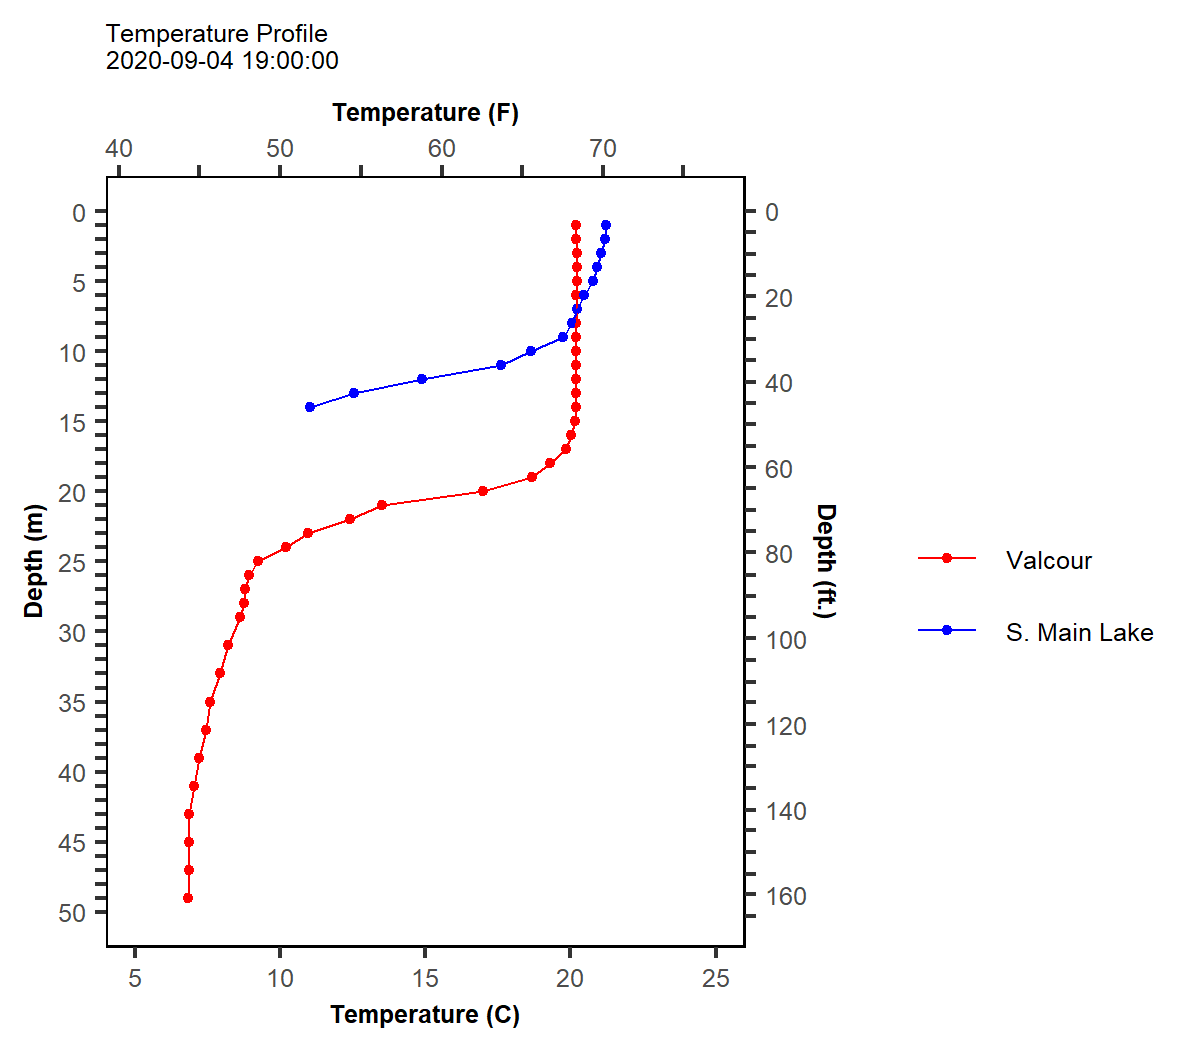 Temperature Profile
2020-09-04 19:00:00
Temperature (F)
40 50 60 70
0
5
10
15
20
25
30
35
40
45
50
Depth (m)
0
20
40
60
80
100
120
140
160
Depth (ft.)
Valcour
S. Main Lake
5 10 15 20 25
Temperature (C)